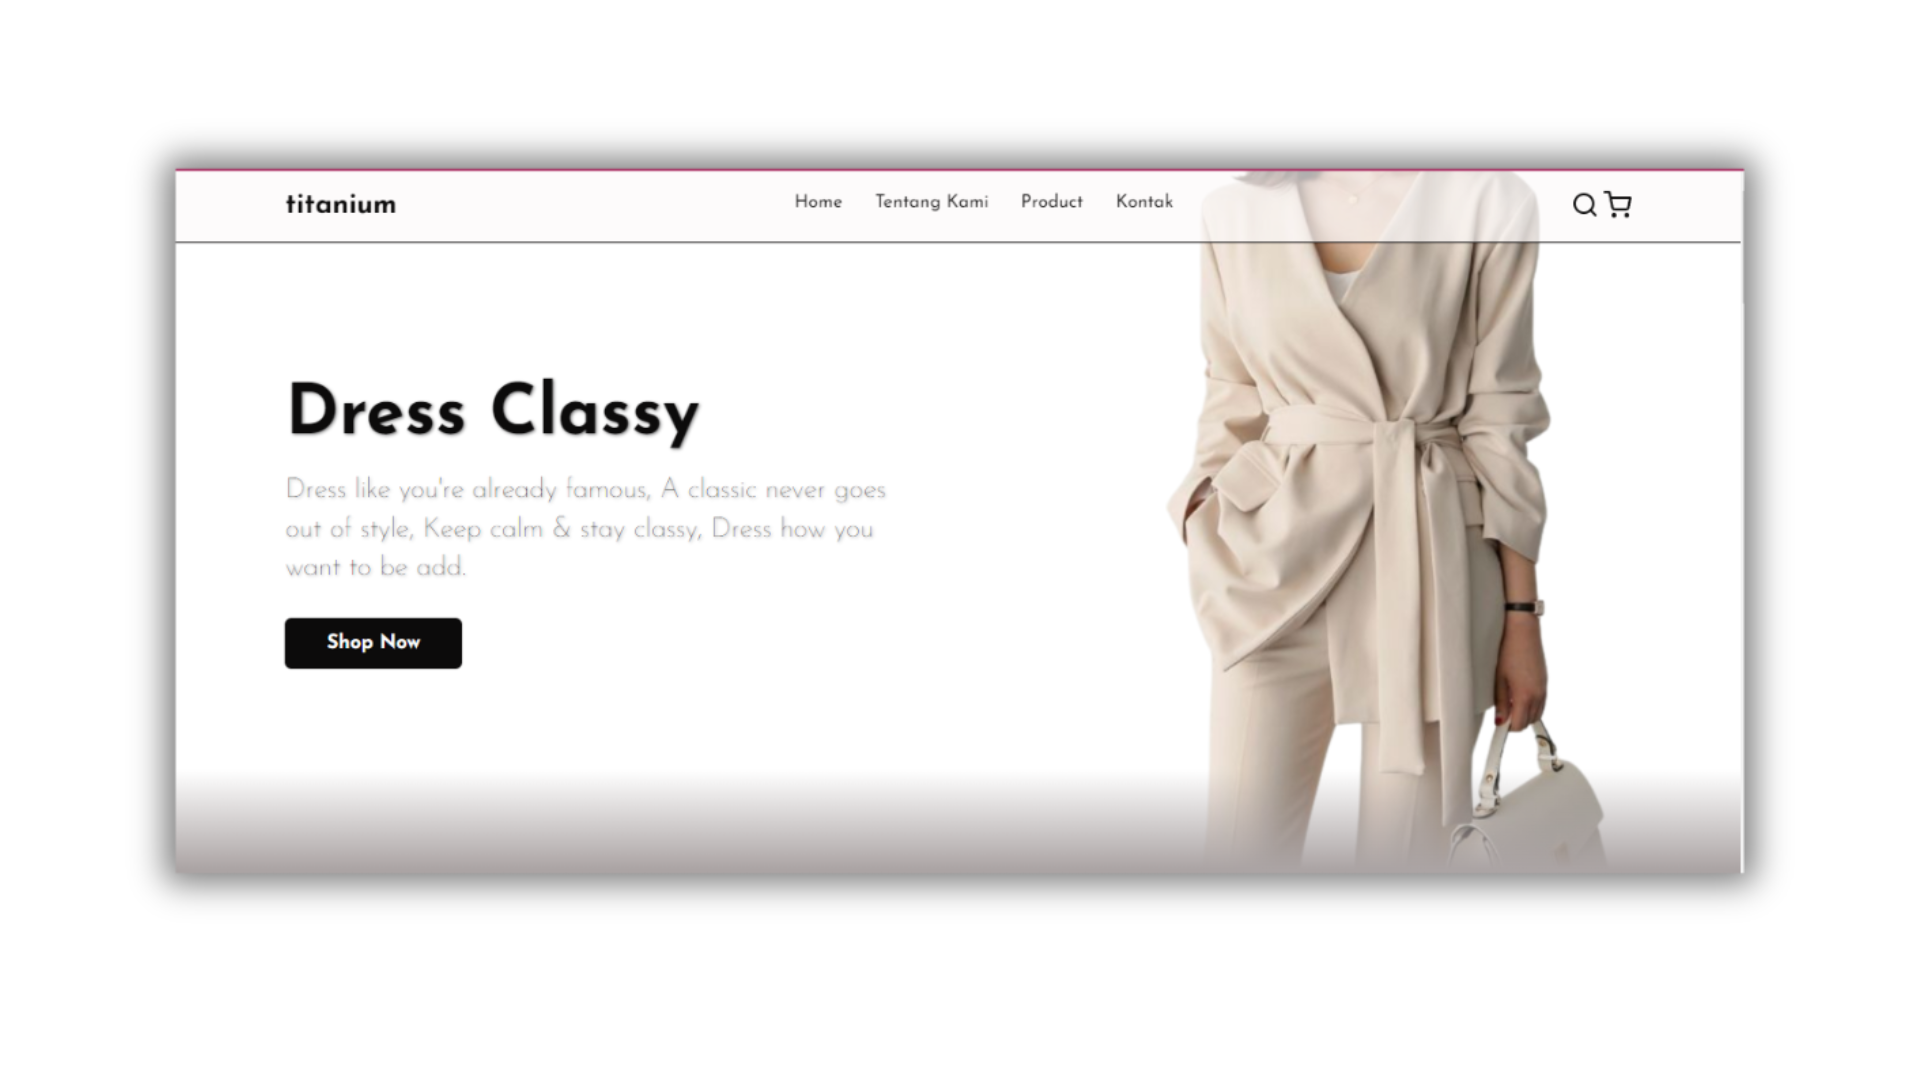 titanium
Home Tentang Kami Product Kontak
Dress Classy
Dress like you're already famous, A classic never goes
out of style, Keep calm & stay classy, Dress how you
want to be add.
Shop Now